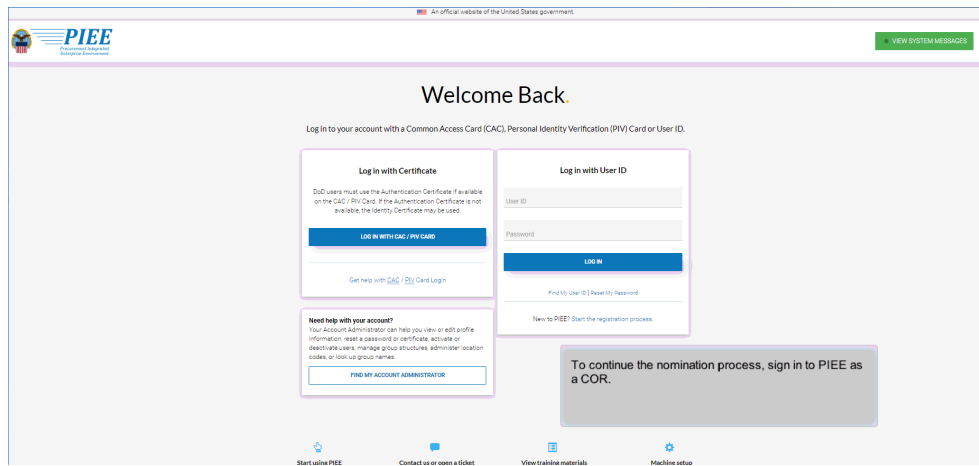 An official website of the United States government.
PIEE
Procurement Integrated
Enterprise Environment
VIEW SYSTEM MESSAGES
Welcome Back.
Log in to your account with a Common Access Card (CAC), Personal Identity Verification (PIV) Card or User ID.
Log in with Certificate
DoD users must use the Authentication Certificate if available
on the CAC / PIV Card. If the Authentication Certificate is not
available, the Identity Certificate may be used.
LOG IN WITH CAC / PIV CARD
Get help with CAC / PIV Card Login
Log in with User ID
User ID
Password
LOG IN
Find My User ID | Reset My Password
New to PIEE? Start the registration process.
Need help with your account?
Your Account Administrator can help you view or edit profile
information, reset a password or certificate, activate or
deactivate users, manage group structures, administer location
codes, or look up group names.
FIND MY ACCOUNT ADMINISTRATOR
To continue the nomination process, sign in to PIEE as
a COR.
Start using PIEE
Contact us or open a ticket
View training materials
Machine setup